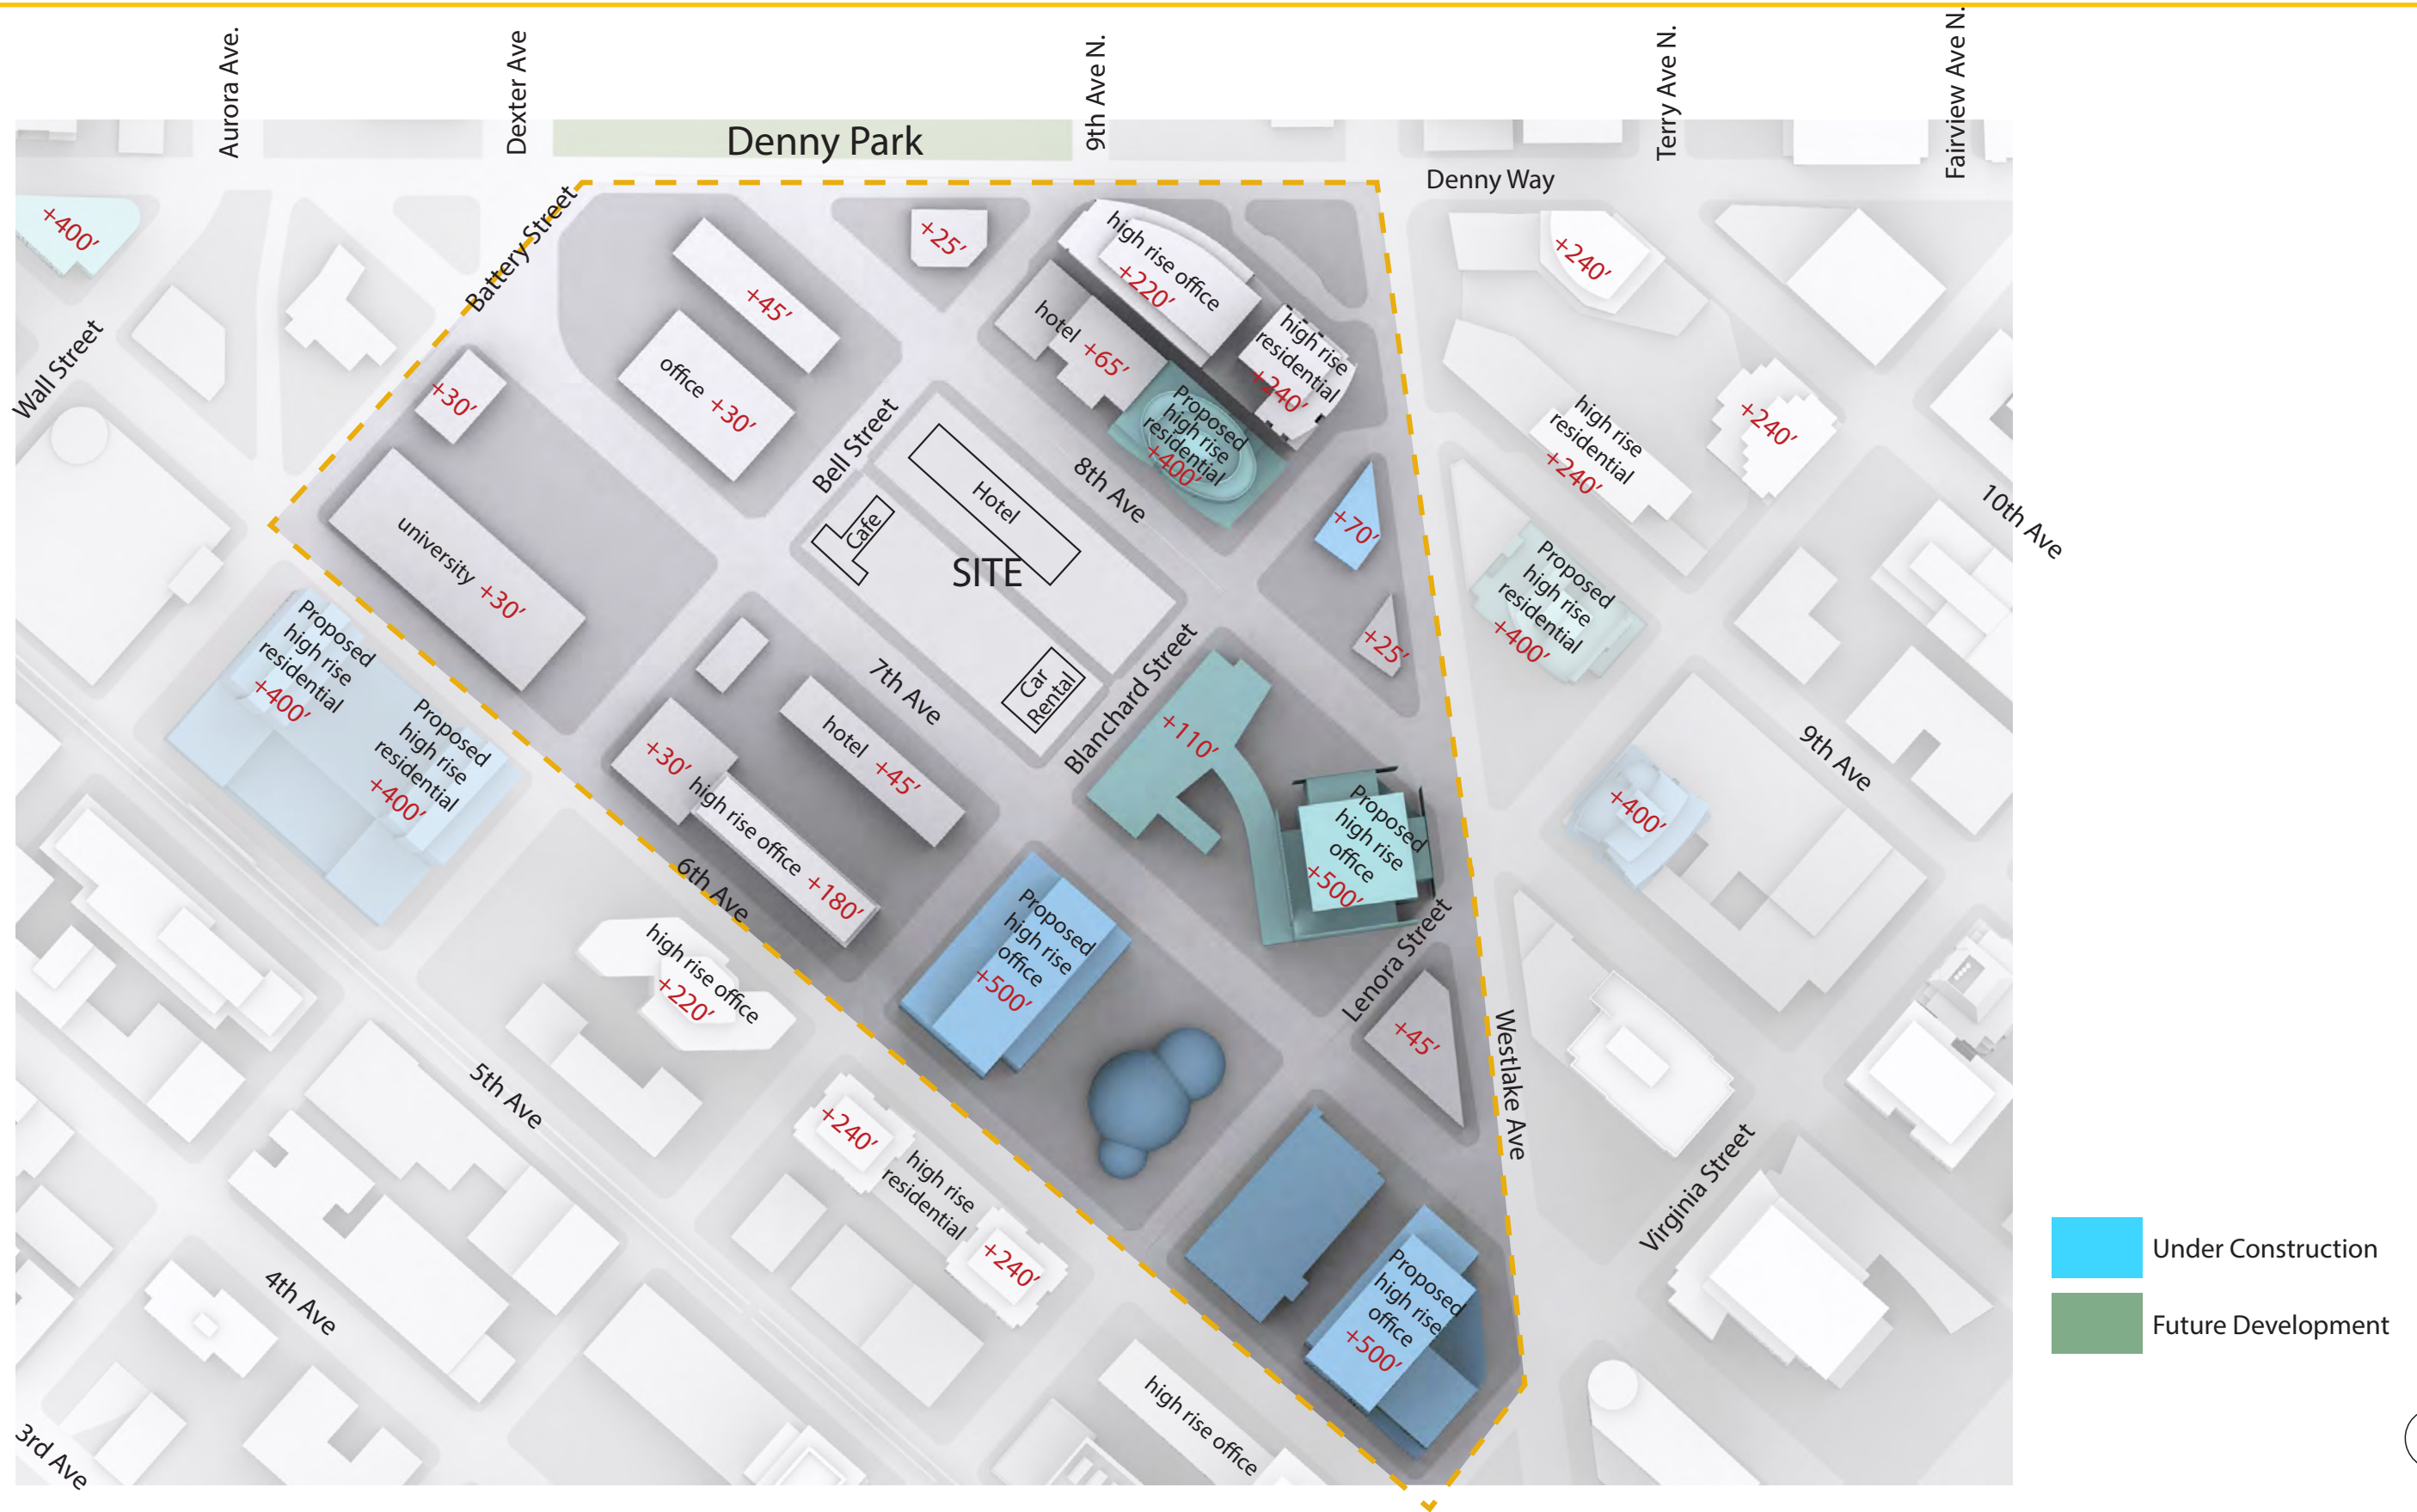 Aurora Ave.
Dexter Ave
9th Ave N.
Terry Ave N.
Fairview Ave N.
Denny Park
Denny Way
Battery Street
Wall Street
+400′
+45′
+25′
high rise office
+220′
hotel +65′
high rise
residential
+240′
Proposed
high rise
residential
+400′
+240′
high rise
residential
+240′
+240′
+30′
office +30′
Bell Street
8th Ave
Hotel
Cafe
SITE
Car
Rental
+70′
+25′
Proposed
high rise
residential
+400′
10th Ave
university +30′
Proposed
high rise
residential
+400′
Proposed
high rise
residential
+400′
7th Ave
Blanchard Street
+110′
9th Ave
+400′
+30′
hotel +45′
high rise office +180′
6th Ave
Proposed
high rise
office
+500′
Proposed
high rise
office
+500′
Lenora Street
high rise office
+220′
+45′
Westlake Ave
5th Ave
+240′
high rise
residential
+240′
Virginia Street
Proposed
high rise
office
+500′
4th Ave
high rise office
3rd Ave
Under Construction
Future Development